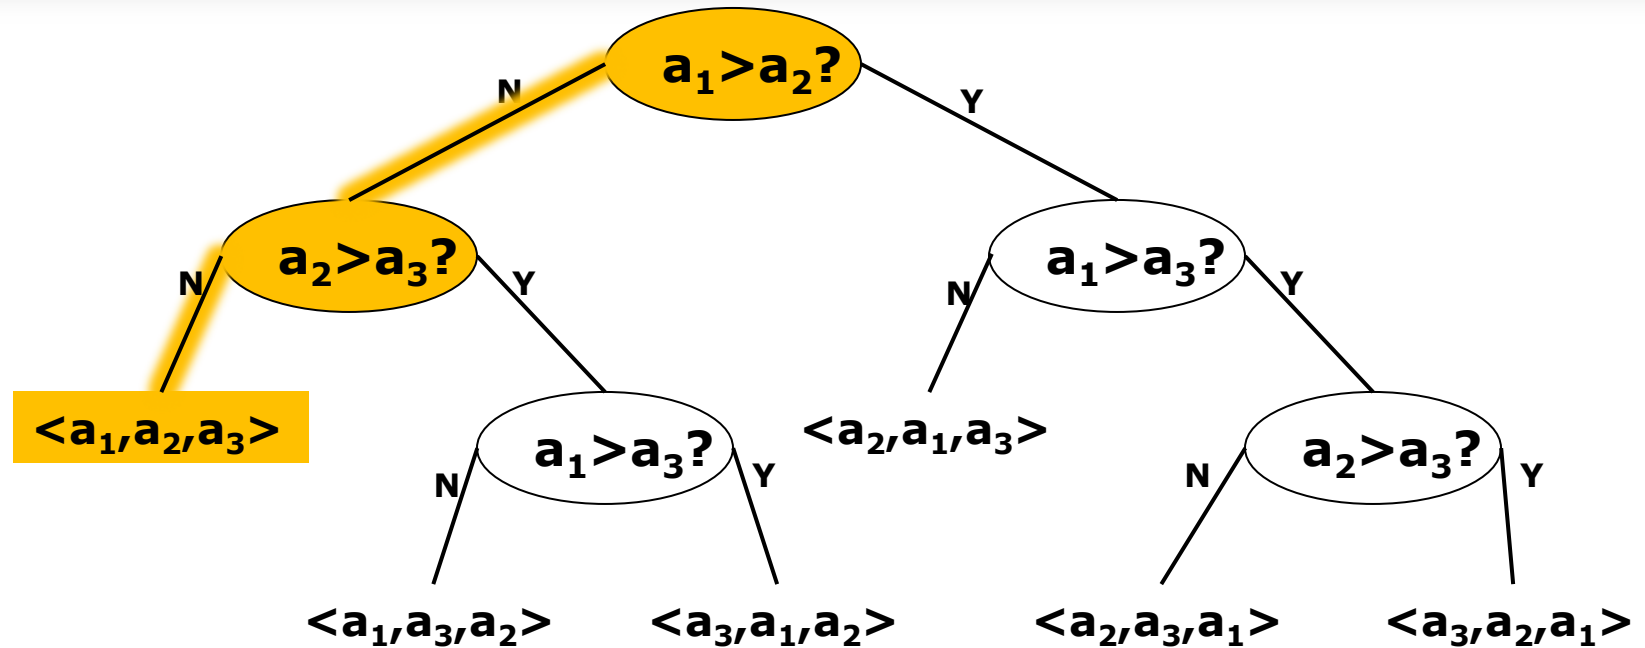 a₁>a₂?
N
Y
a₂>a₃?
a₁>a₃?
N
Y
N
Y
<a₁,a₂,a₃>
a₁>a₃?
<a₂,a₁,a₃>
a₂>a₃?
N
Y
N
Y
<a₁,a₃,a₂>
<a₃,a₁,a₂>
<a₂,a₃,a₁>
<a₃,a₂,a₁>